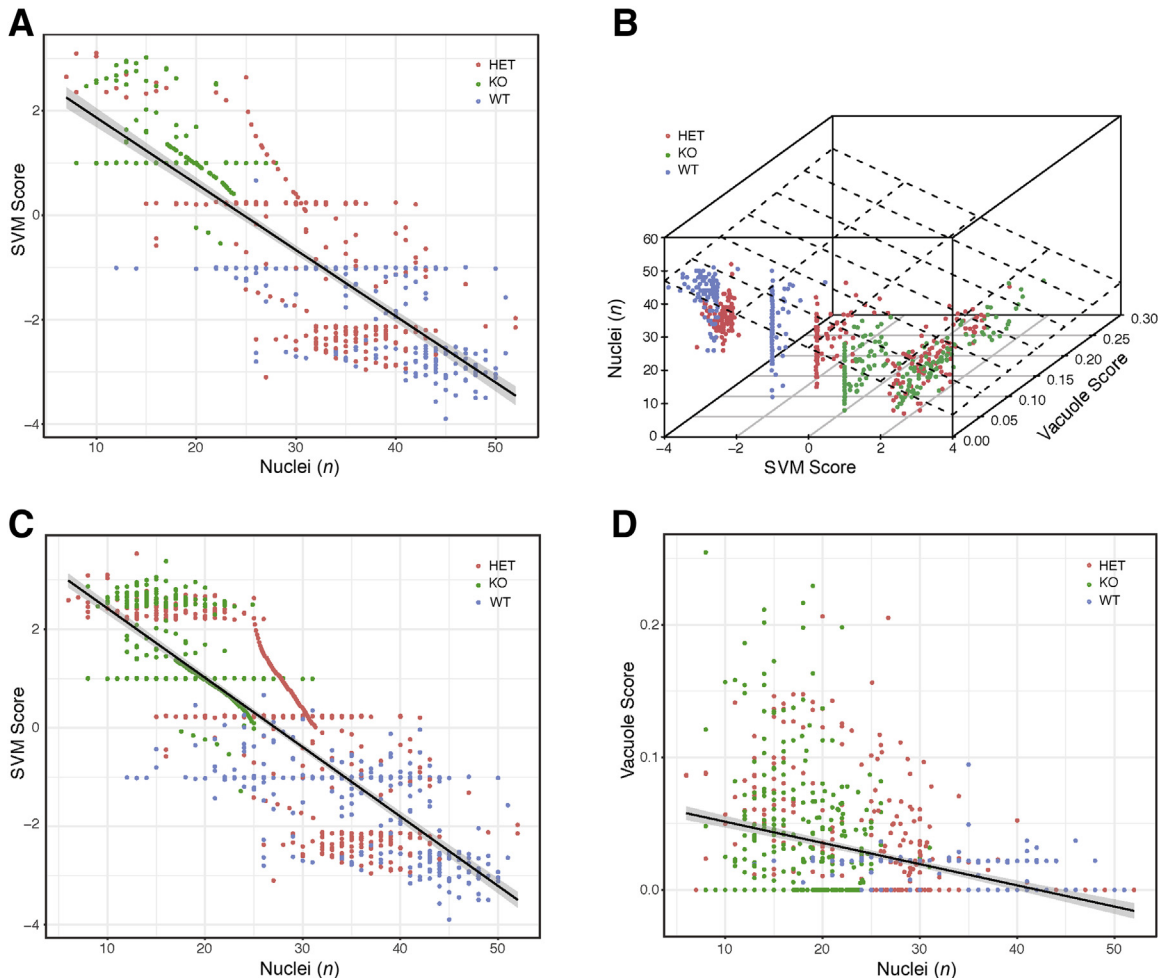 A
HET
KO
WT
2
0
−2
−4
SVM Score
10 20 30 40 50
Nuclei (n)
B
HET
KO
WT
60
50
40
30
20
10
0
Nuclei (n)
−4 −2 0 2 4
SVM Score
0.00
0.05
0.10
0.15
0.20
0.25
0.30
Vacuole Score
C
HET
KO
WT
2
0
−2
−4
SVM Score
10 20 30 40 50
Nuclei (n)
D
HET
KO
WT
0.2
0.1
0.0
Vacuole Score
10 20 30 40 50
Nuclei (n)